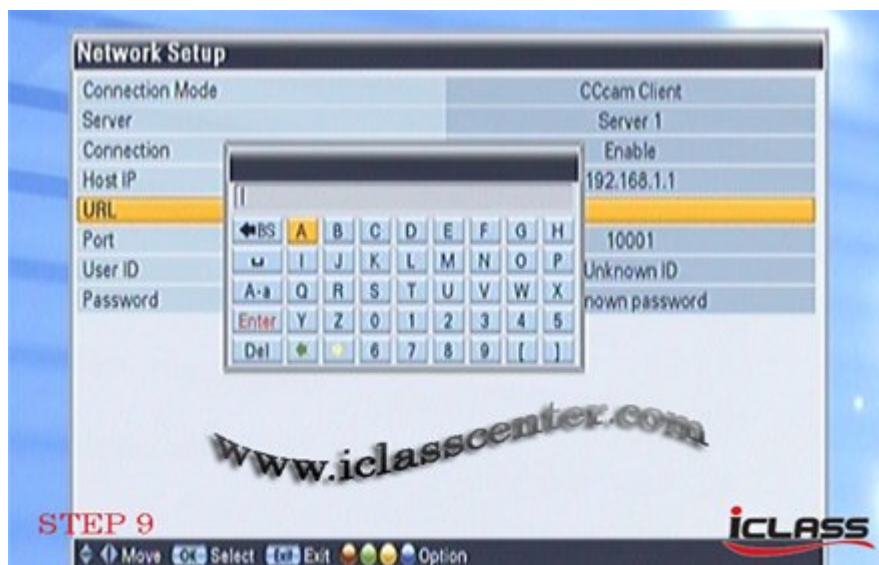 Network Setup
Connection Mode CCcam Client
Server Server 1
Connection Enable
Host IP 192.168.1.1
URL
Port 10001
User ID Unknown ID
Password nown password
BS A B C D E F G H
I J K L M N O P
A-a Q R S T U V W X
Enter Y Z 0 1 2 3 4 5
Del 6 7 8 9 [ ]
www.iclasscenter.com
STEP 9
iCLASS
Move OK Select Exit Exit Option